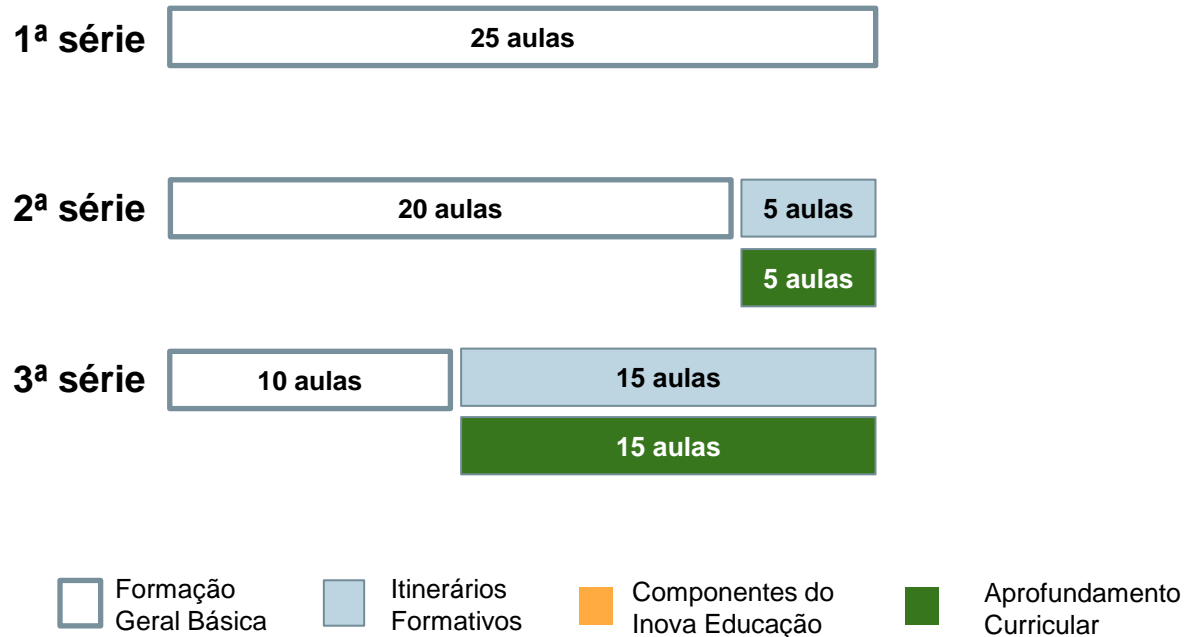 1ª série
25 aulas
2ª série
20 aulas
5 aulas
5 aulas
3ª série
10 aulas
15 aulas
15 aulas
Formação
Geral Básica
Itinerários
Formativos
Componentes do
Inova Educação
Aprofundamento
Curricular